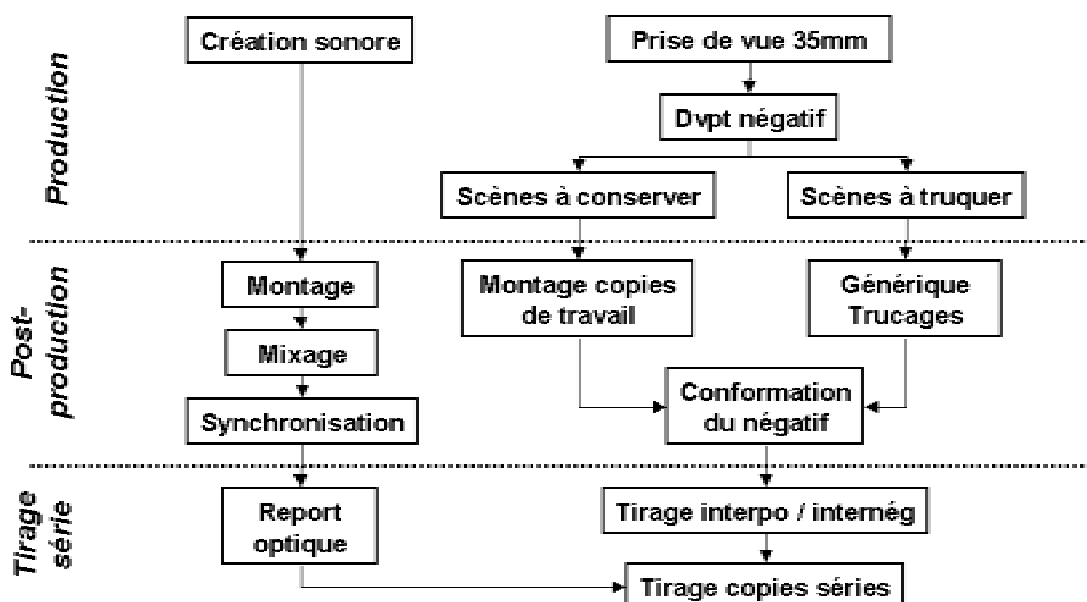 Production
Création sonore
Prise de vue 35mm
Dvpt négatif
Scènes à conserver
Scènes à truquer
Post-
production
Montage
Mixage
Synchronisation
Montage copies
de travail
Générique
Trucages
Conformation
du négatif
Tirage
série
Report
optique
Tirage interpo / internég
Tirage copies séries